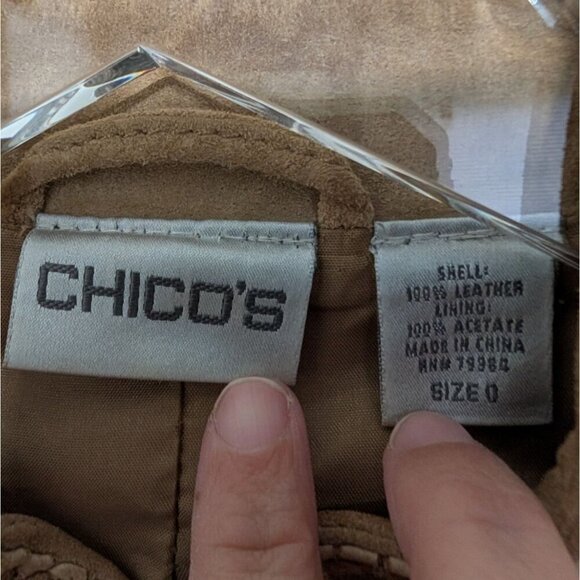 CHICO'S
SHELL:
100% LEATHER
LINING:
100% ACETATE
MADE IN CHINA
RN# 79984
SIZE 0